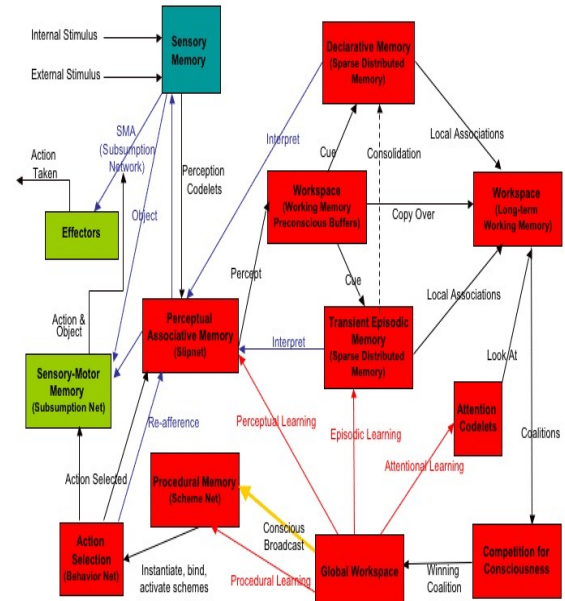 Internal Stimulus
External Stimulus
Sensory
Memory
Declarative Memory
(Sparse Distributed
Memory)
SMA
(Subsumption
Network)
Action
Taken
Perception
Codelets
Interpret
Cue
Consolidation
Local Associations
Effectors
Object
Workspace
(Working Memory
Preconscious Buffers)
Copy Over
Workspace
(Long-term
Working Memory)
Percept
Cue
Local Associations
Action &
Object
Perceptual
Associative Memory
(Slipnet)
Interpret
Transient Episodic
Memory
(Sparse Distributed
Memory)
Look At
Sensory-Motor
Memory
(Subsumption Net)
Re-afference
Perceptual Learning
Episodic Learning
Attention
Codelets
Coalitions
Action Selected
Procedural Memory
(Scheme Net)
Attentional Learning
Conscious
Broadcast
Action
Selection
(Behavior Net)
Instantiate, bind,
activate schemes
Procedural Learning
Global Workspace
Winning
Coalition
Competition for
Consciousness